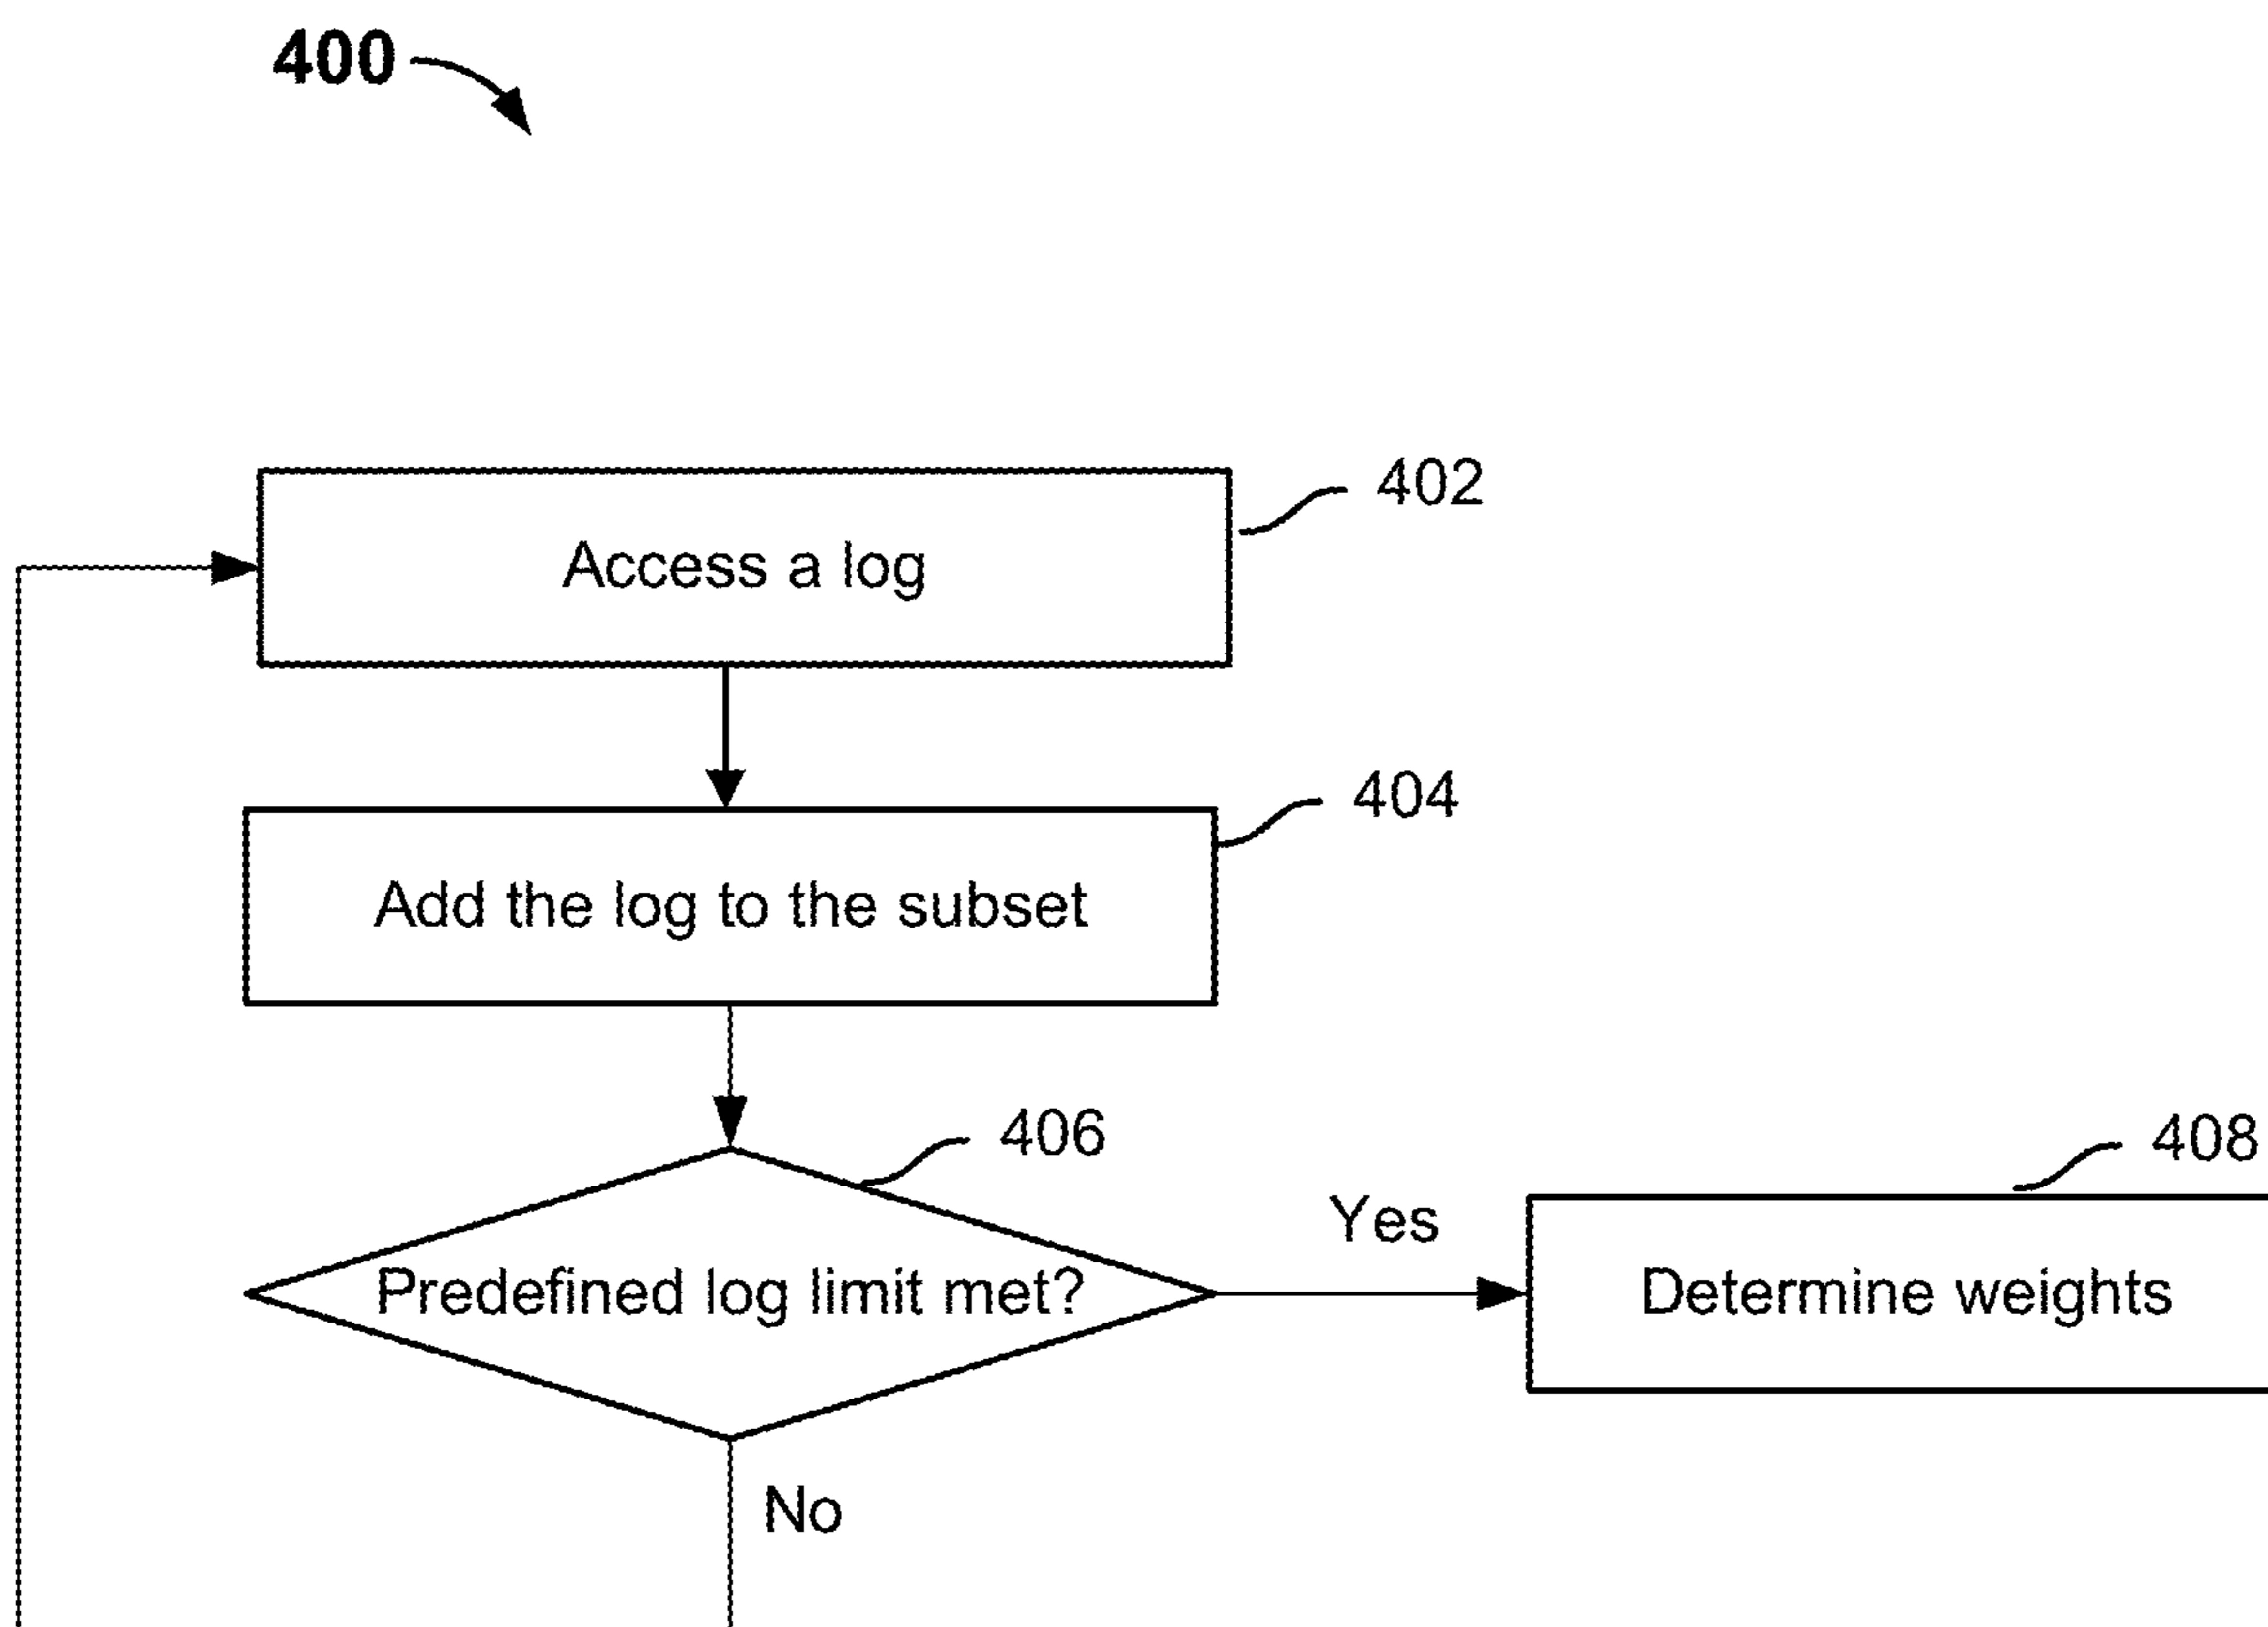 400
402
Access a log
404
Add the log to the subset
406
408
Yes
Predefined log limit met?
Determine weights
No